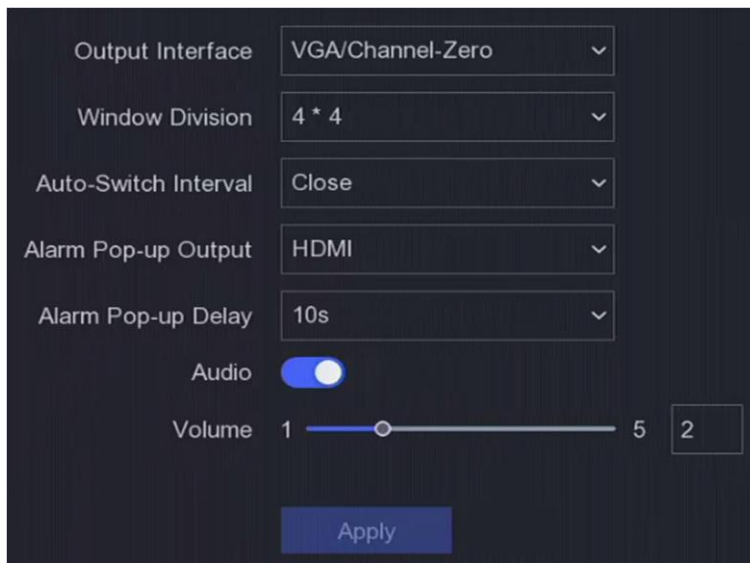 Output Interface VGA/Channel-Zero
Window Division 4 * 4
Auto-Switch Interval Close
Alarm Pop-up Output HDMI
Alarm Pop-up Delay 10s
Audio
Volume 1 5 2
Apply